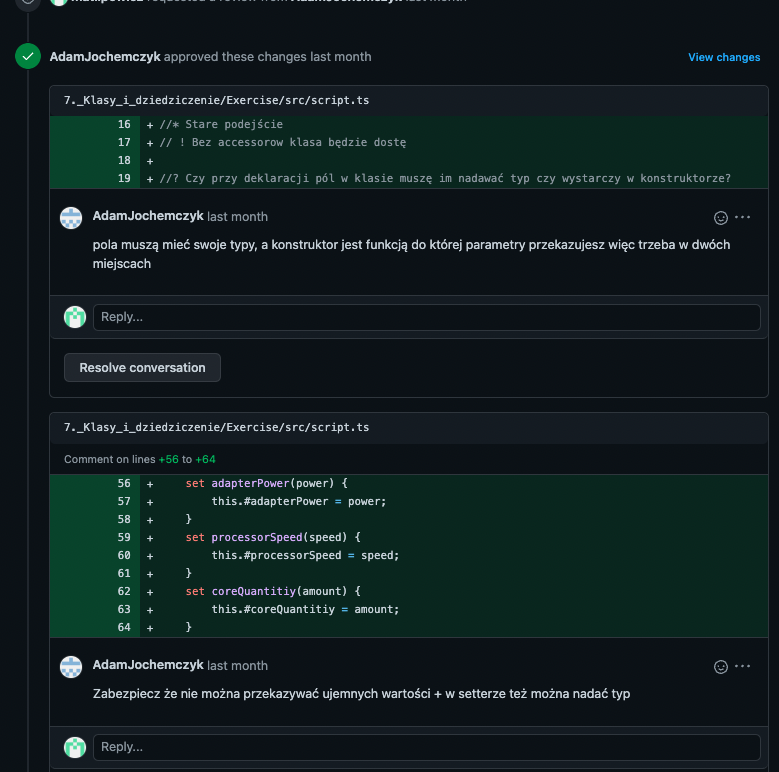 AdamJochemczyk approved these changes last month
View changes
7._Klasy_i_dziedziczenie/Exercise/src/script.ts
16 + //* Stare podejście
17 + // ! Bez accessorow klasa będzie dostę
18 +
19 + //? Czy przy deklaracji pól w klasie muszę im nadawać typ czy wystarczy w konstruktorze?
AdamJochemczyk last month
pola muszą mieć swoje typy, a konstruktor jest funkcją do której parametry przekazujesz więc trzeba w dwóch
miejscach
Reply...
Resolve conversation
7._Klasy_i_dziedziczenie/Exercise/src/script.ts
Comment on lines +56 to +64
56 + set adapterPower(power) {
57 + this.#adapterPower = power;
58 + }
59 + set processorSpeed(speed) {
60 + this.#processorSpeed = speed;
61 + }
62 + set coreQuantitiy(amount) {
63 + this.#coreQuantitiy = amount;
64 + }
AdamJochemczyk last month
Zabezpiecz że nie można przekazywać ujemnych wartości + w setterze też można nadać typ
Reply...